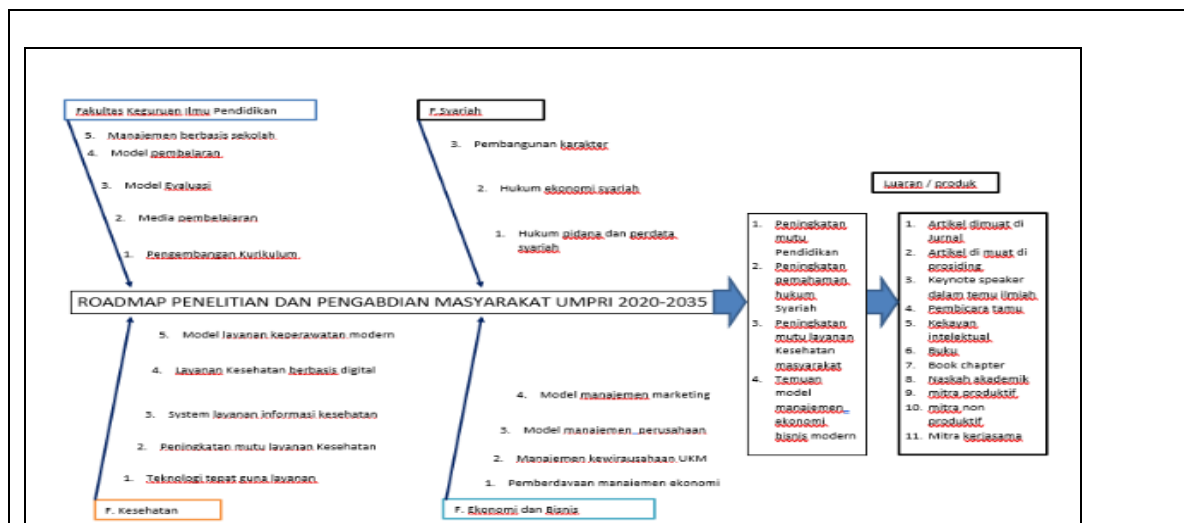 Fakultas Keguruan Ilmu Pendidikan
5. Manajemen berbasis sekolah
4. Model pembelaran
3. Model Evaluasi
2. Media pembelajaran
1. Pengembangan Kurikulum
F.Syariah
3. Pembangunan karakter
2. Hukum ekonomi syariah
1. Hukum pidana dan perdata
syariah
ROADMAP PENELITIAN DAN PENGABDIAN MASYARAKAT UMPRI 2020-2035
5. Model layanan keperawatan modern
4. Layanan Kesehatan berbasis digital
3. System layanan informasi kesehatan
2. Peningkatan mutu layanan Kesehatan
1. Teknologi tepat guna layanan
F. Kesehatan
4. Model manajemen marketing
3. Model manajemen perusahaan
2. Manajemen kewirausahaan UKM
1. Pemberdayaan manajemen ekonomi
F. Ekonomi dan Bisnis
1. Peningkatan
mutu
Pendidikan
2. Peningkatan
pemahaman
hukum
Syariah
3. Peningkatan
mutu layanan
Kesehatan
masyarakat
4. Temuan
model
manajemen
ekonomi
bisnis modern
Luaran / produk
1. Artikel dimuat di
Jurnal
2. Artikel di muat di
prosiding
3. Keynote speaker
dalam temu ilmiah
4. Pembicara tamu
5. Kekayan
intelektual
6. Buku
7. Book chapter
8. Naskah akademik
9. mitra produktif
10. mitra non
produktif
11. Mitra kerjasama